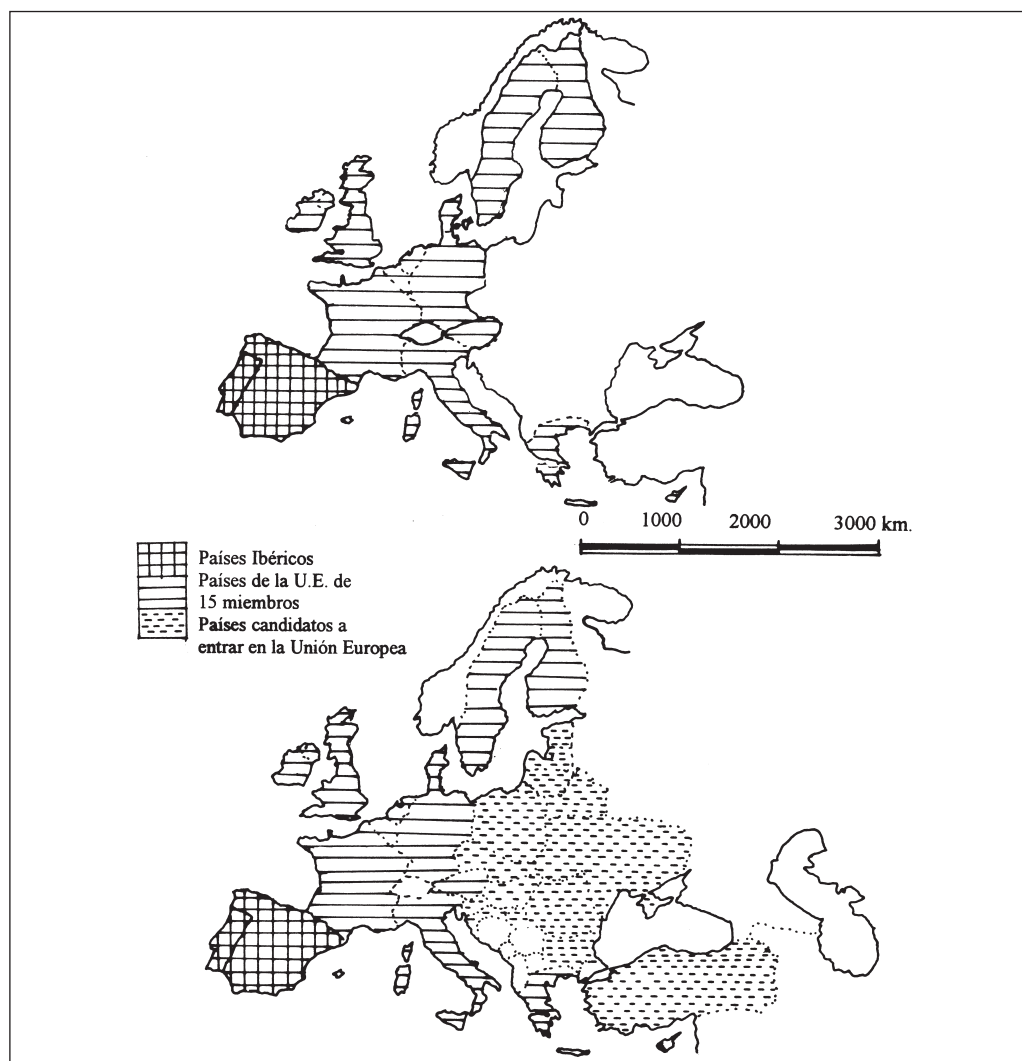 0 1000 2000 3000 km.
Países Ibéricos
Países de la U.E. de
15 miembros
Países candidatos a
entrar en la Unión Europea